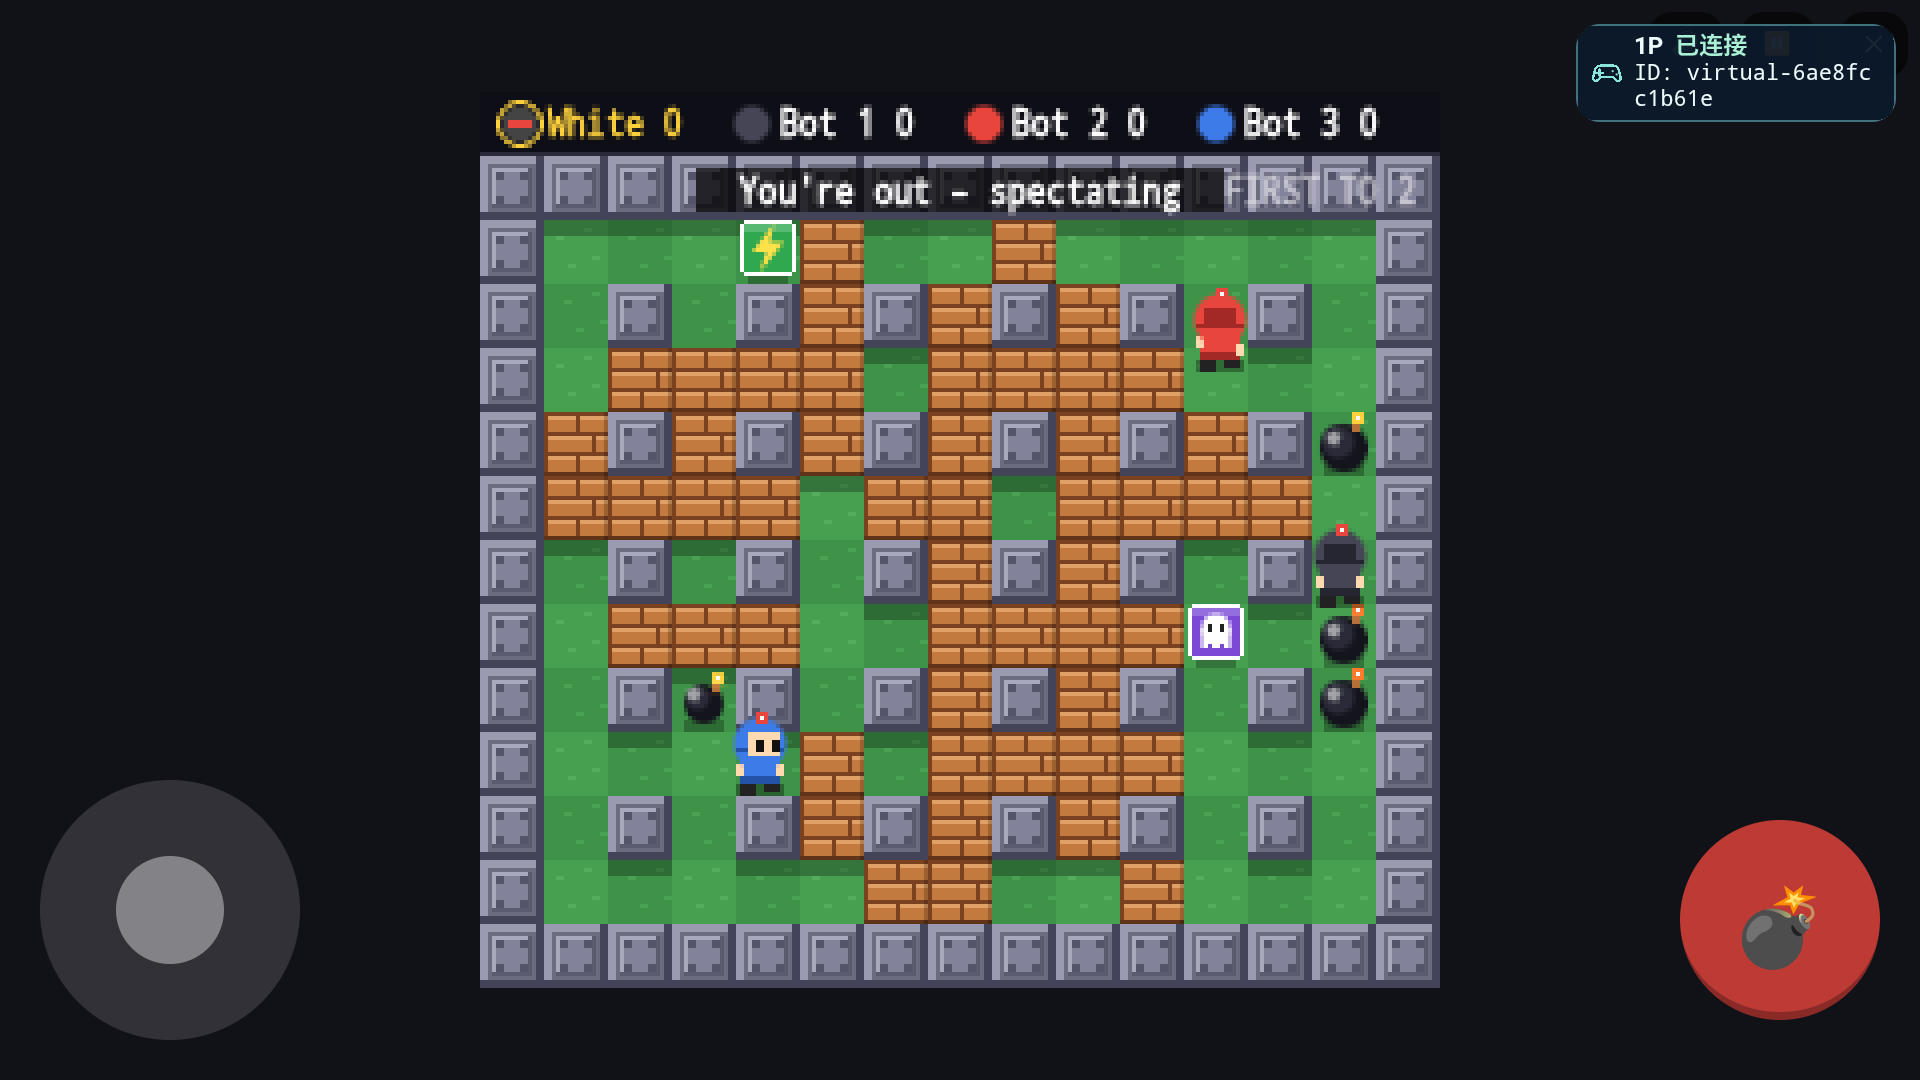 1P 已连接
ID: virtual-6ae8fc
c1b61e
White 0
Bot 1 0
Bot 2 0
Bot 3 0
You're out - spectating
FIRST TO 2